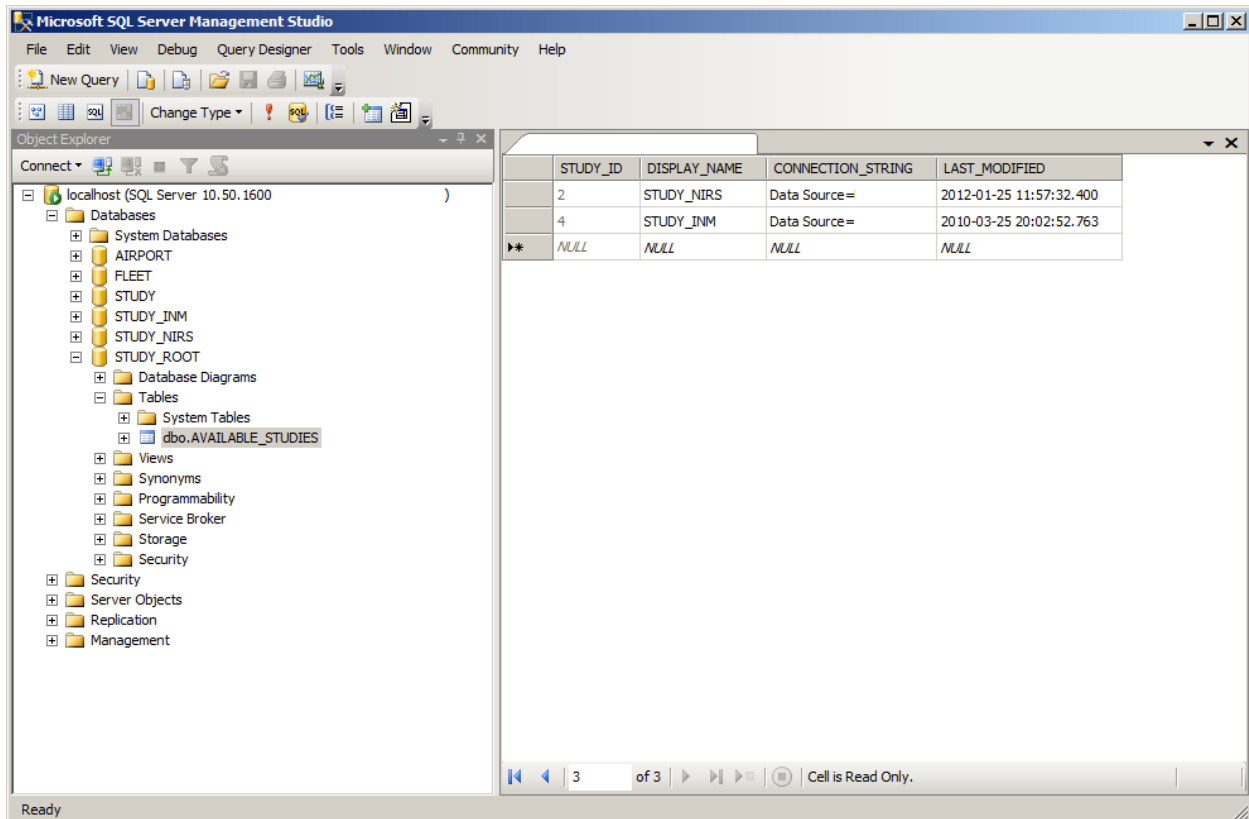 Microsoft SQL Server Management Studio
File Edit View Debug Query Designer Tools Window Community Help
New Query
SQL Change Type SQL
Object Explorer
Connect
localhost (SQL Server 10.50.1600 )
Databases
System Databases
AIRPORT
FLEET
STUDY
STUDY_INM
STUDY_NIRS
STUDY_ROOT
Database Diagrams
Tables
System Tables
dbo.AVAILABLE_STUDIES
Views
Synonyms
Programmability
Service Broker
Storage
Security
Security
Server Objects
Replication
Management
STUDY_ID DISPLAY_NAME CONNECTION_STRING LAST_MODIFIED
2 STUDY_NIRS Data Source= 2012-01-25 11:57:32.400
4 STUDY_INM Data Source= 2010-03-25 20:02:52.763
NULL NULL NULL NULL
3 of 3 Cell is Read Only.
Ready